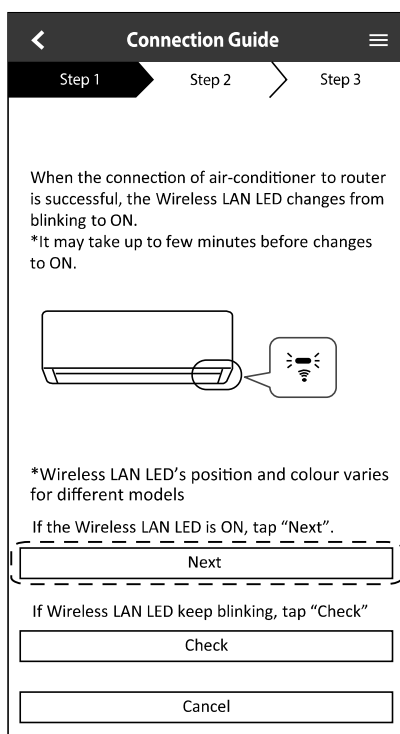 Connection Guide
Step 1
Step 2
Step 3
When the connection of air-conditioner to router
is successful, the Wireless LAN LED changes from
blinking to ON.
*It may take up to few minutes before changes
to ON.
*Wireless LAN LED's position and colour varies
for different models
If the Wireless LAN LED is ON, tap “Next”.
Next
If Wireless LAN LED keep blinking, tap “Check”
Check
Cancel